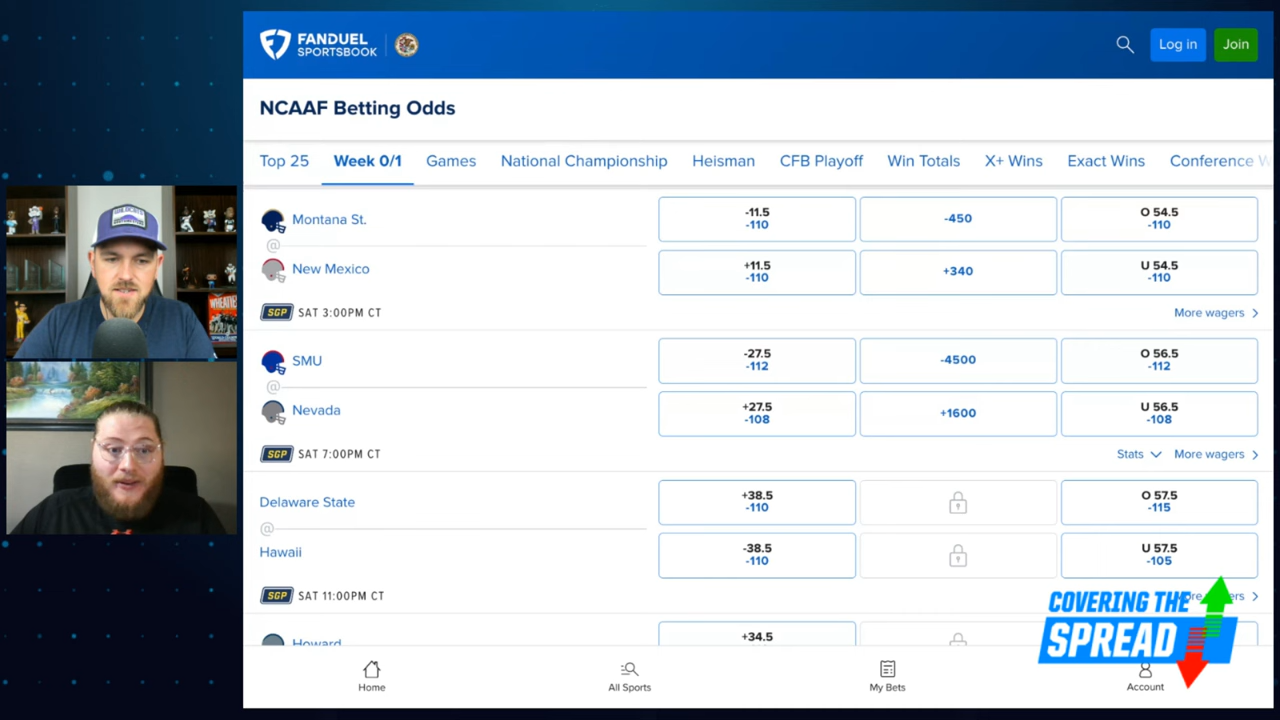 FANDUEL
SPORTSBOOK
Log in
Join
NCAAF Betting Odds
Top 25
Week 0/1
Games
National Championship
Heisman
CFB Playoff
Win Totals
X+ Wins
Exact Wins
Conference W
Montana St.
-11.5
-110
-450
O 54.5
-110
@
New Mexico
+11.5
-110
+340
U 54.5
-110
SGP SAT 3:00PM CT
More wagers
SMU
-27.5
-112
-4500
O 56.5
-112
@
Nevada
+27.5
-108
+1600
U 56.5
-108
SGP SAT 7:00PM CT
Stats
More wagers
Delaware State
+38.5
-110
O 57.5
-115
@
Hawaii
-38.5
-110
U 57.5
-105
SGP SAT 11:00PM CT
COVERING THE
SPREAD
Howard
+34.5
Home
All Sports
My Bets
Account
WHEATIES